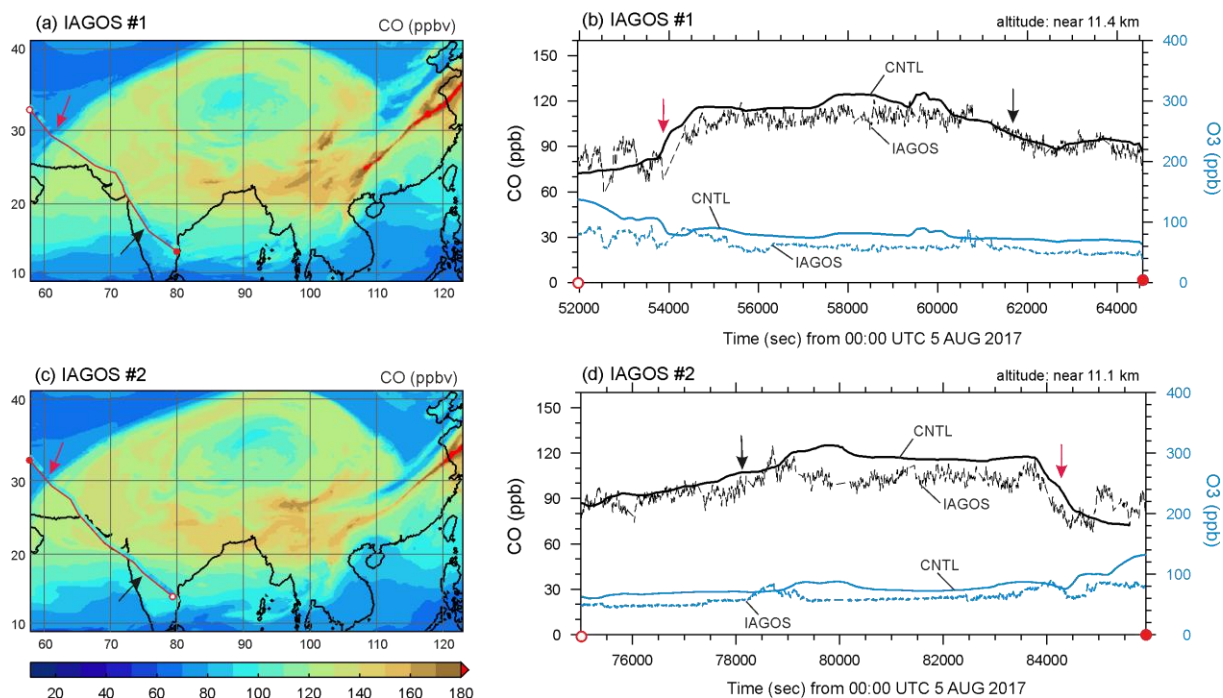 (a) IAGOS #1 CO (ppbv)
40
30
20
10
60 70 80 90 100 110 120
(b) IAGOS #1 altitude: near 11.4 km
160 400
CNTL
120 300
IAGOS
90 200
CO (ppb) O3 (ppb)
60
CNTL 100
30
IAGOS
0 0
52000 54000 56000 58000 60000 62000 64000
Time (sec) from 00:00 UTC 5 AUG 2017
(c) IAGOS #2 CO (ppbv)
40
30
20
10
60 70 80 90 100 110 120
20 40 60 80 100 120 140 160 180
(d) IAGOS #2 altitude: near 11.1 km
160 400
CNTL
120 300
IAGOS
90 200
CO (ppb) O3 (ppb)
60
CNTL 100
30
IAGOS
0 0
76000 78000 80000 82000 84000
Time (sec) from 00:00 UTC 5 AUG 2017